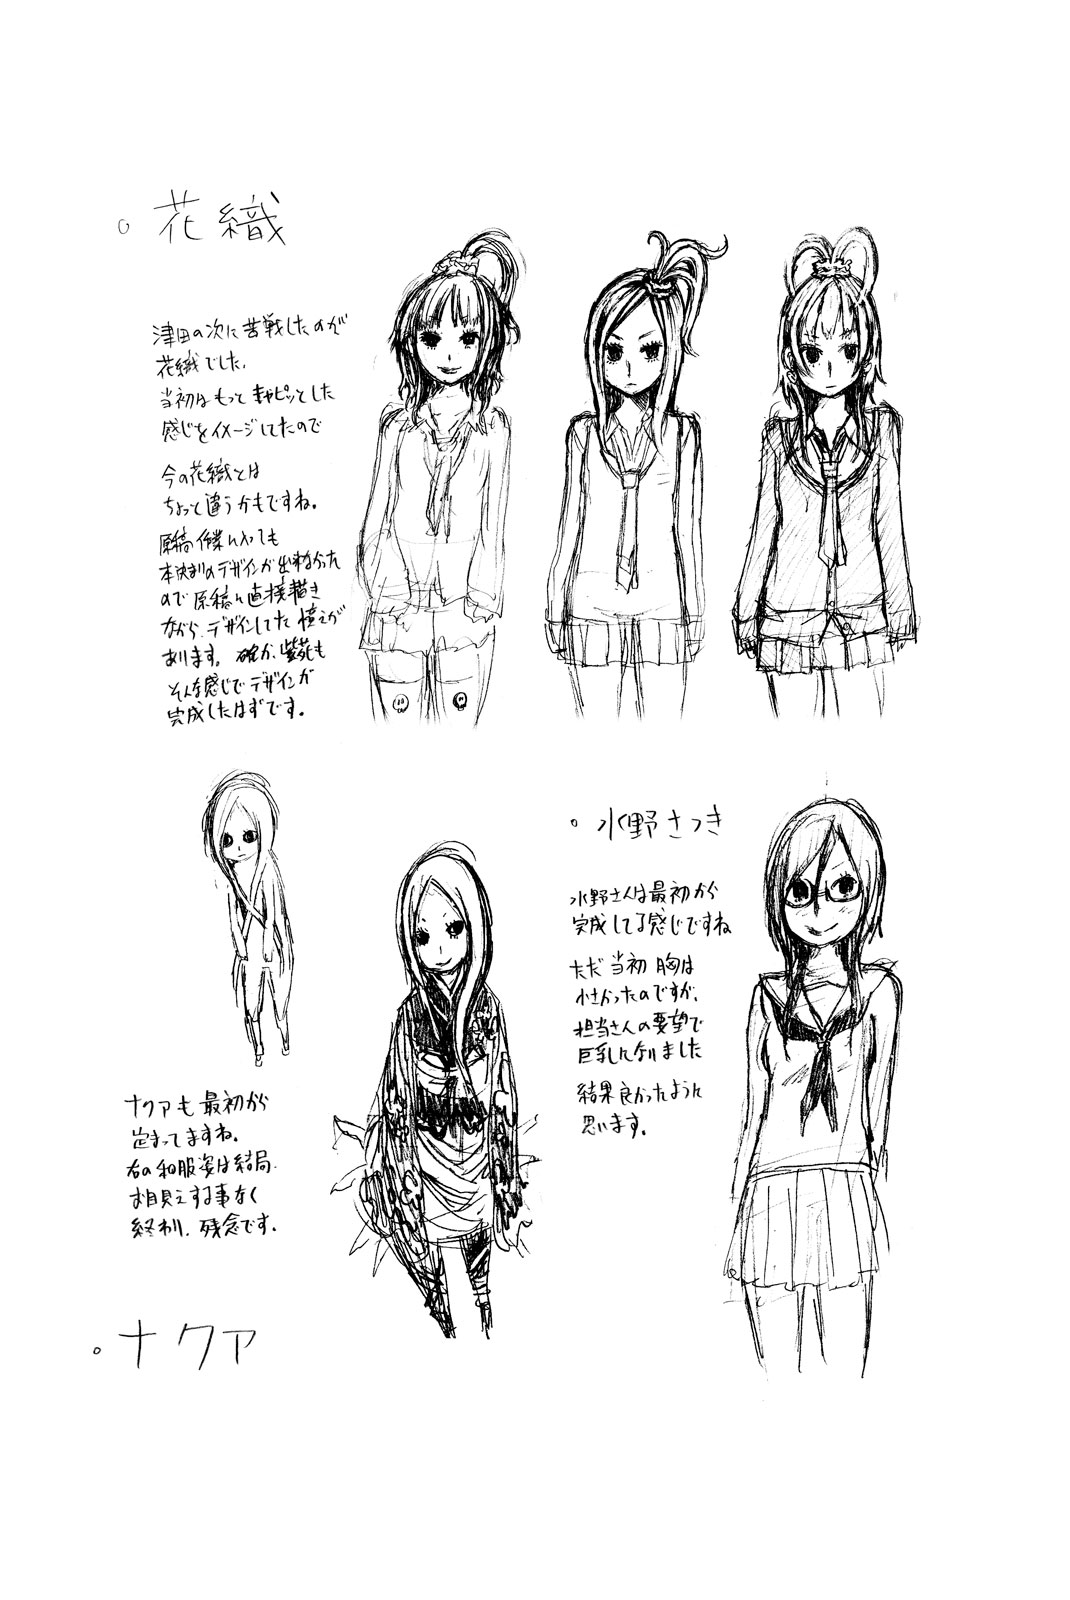 。花織
津田の次に苦戦したのが
花織でした、
当初はもっとキャピッとした
感じをイメージしてたので
今の花織とは
ちょっと違うかもですね。
原稿作業に入っても
本決まりのデザインが出来なかった
ので原稿に直接描き
ながら、デザインしてた憶えが
あります。確か、紫苑も
そんな感じでデザインが
完成したはずです。
。水野さつき
水野さんは最初から
完成してる感じですね
ただ当初胸は
小さかったのですが、
担当さんの要望で
巨乳になりました
結果良かったように
思います。
ナクアも最初から
定まってますね。
右の和服姿は結局、
お目見えする事なく
終わり、残念です。
。ナクア